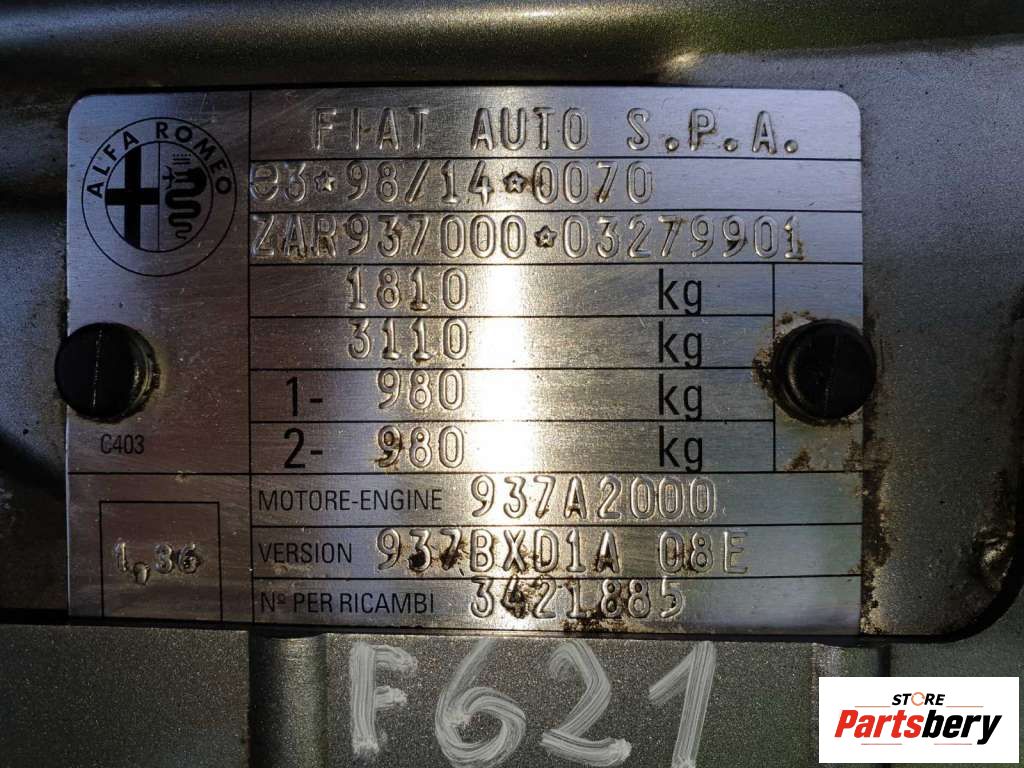 ALFA ROMEO
FIAT AUTO S.P.A.
e3*98/14*0070
ZAR937000*03279901
1810 kg
3110 kg
1- 980 kg
2- 980 kg
C403
MOTORE-ENGINE 937A2000
1,36
VERSION 937BXD1A 08E
Nº PER RICAMBI 3421885
F621
STORE
Partsbery